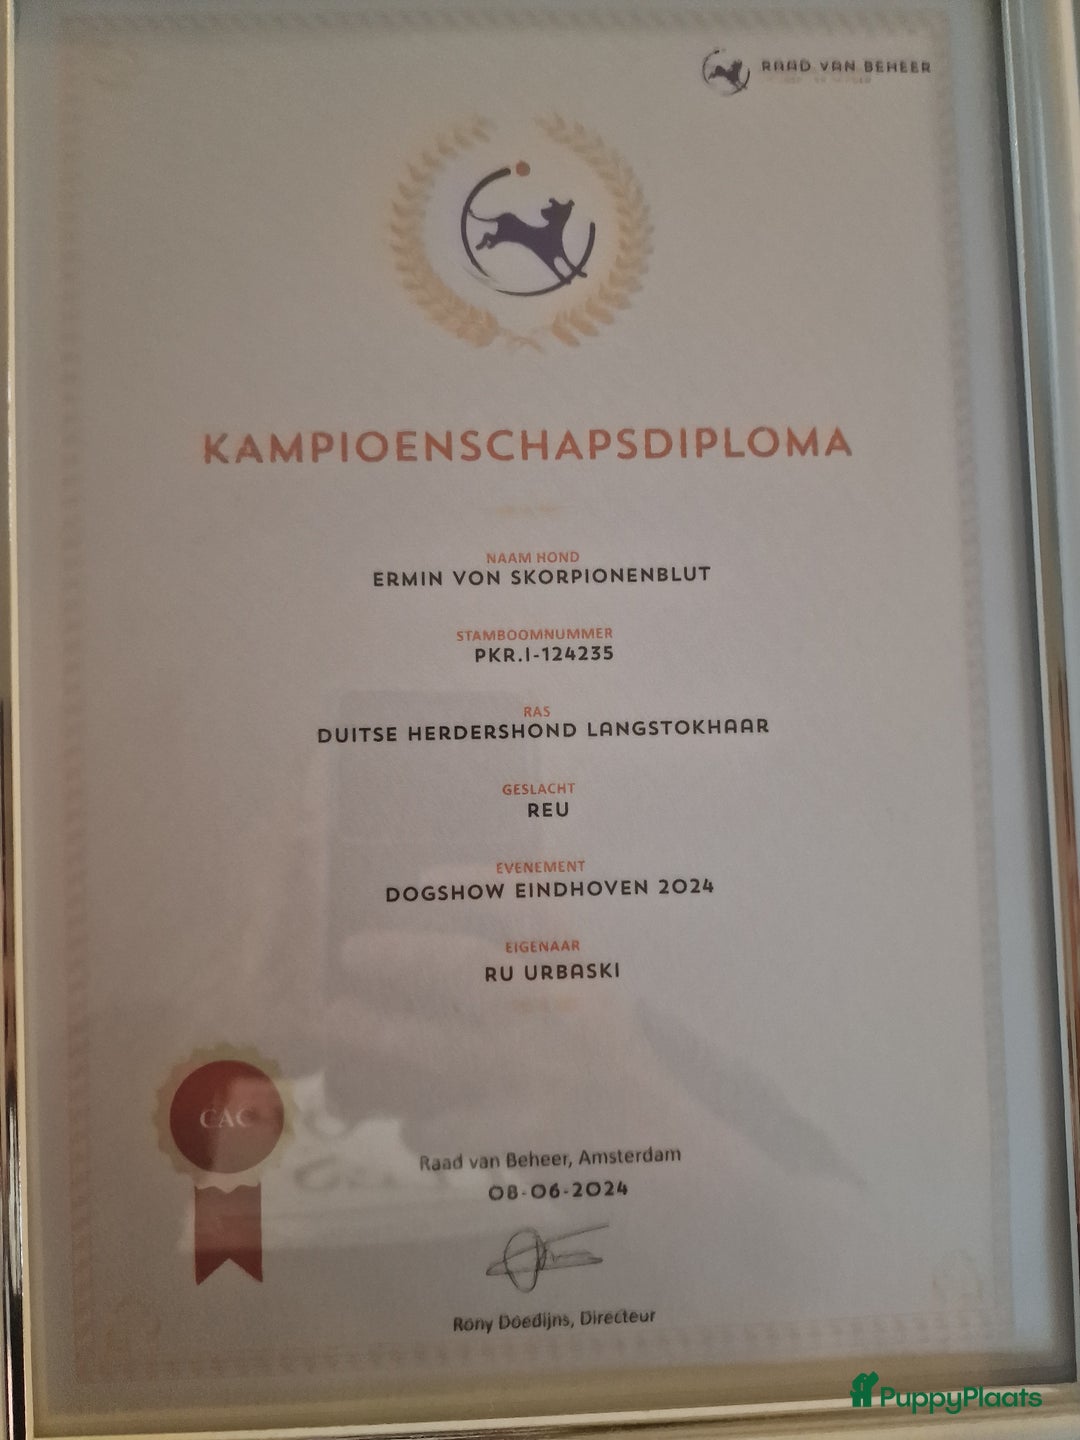 RAAD VAN BEHEER
KAMPIOENSCHAPSDIPLOMA
NAAM HOND
ERMIN VON SKORPIONENBLUT
STAMBOOMNUMMER
PKR.I-124235
RAS
DUITSE HERDERSHOND LANGSTOKHAAR
GESLACHT
REU
EVENEMENT
DOGSHOW EINDHOVEN 2024
EIGENAAR
RU URBASKI
CAC
Raad van Beheer, Amsterdam
08-06-2024
Rony Doedijns, Directeur
PuppyPlaats